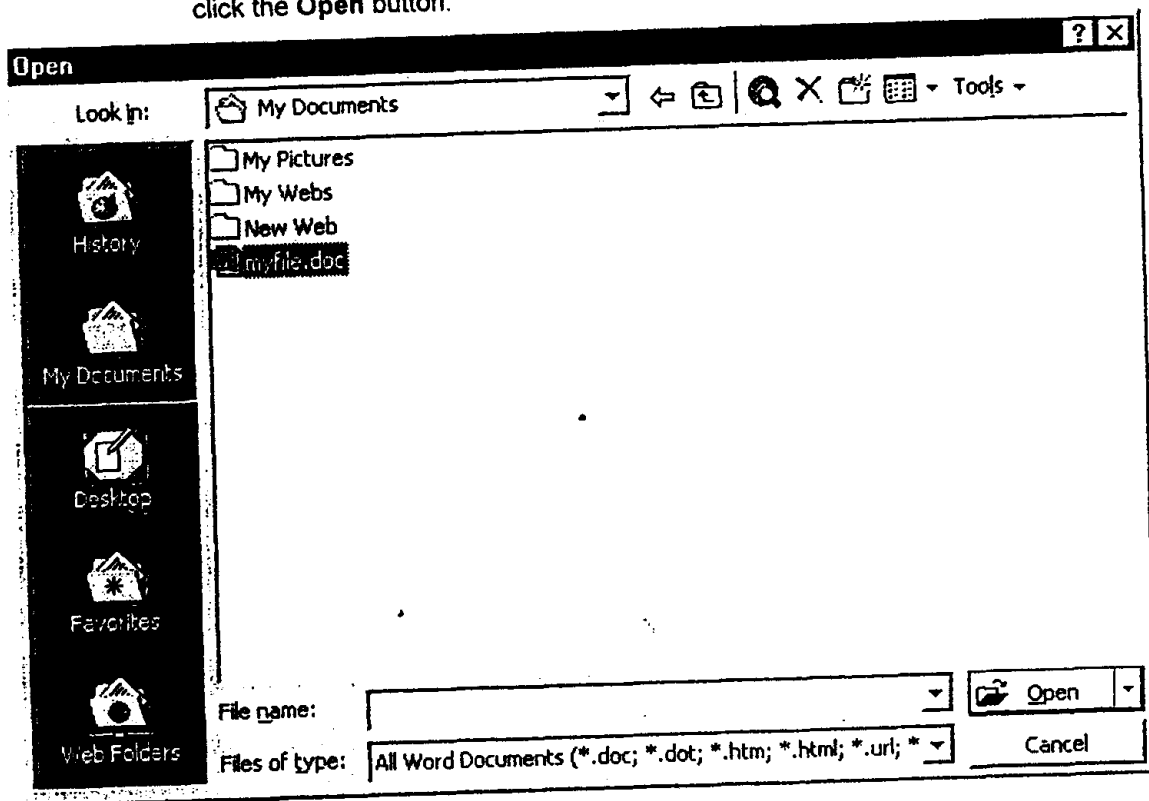 click the Open button.
Open
? X
Look in:
My Documents
Tools
My Pictures
My Webs
New Web
myfile.doc
History
My Documents
Desktop
Favorites
Web Folders
File name:
Open
Files of type:
All Word Documents (*.doc; *.dot; *.htm; *.html; *.url; *
Cancel